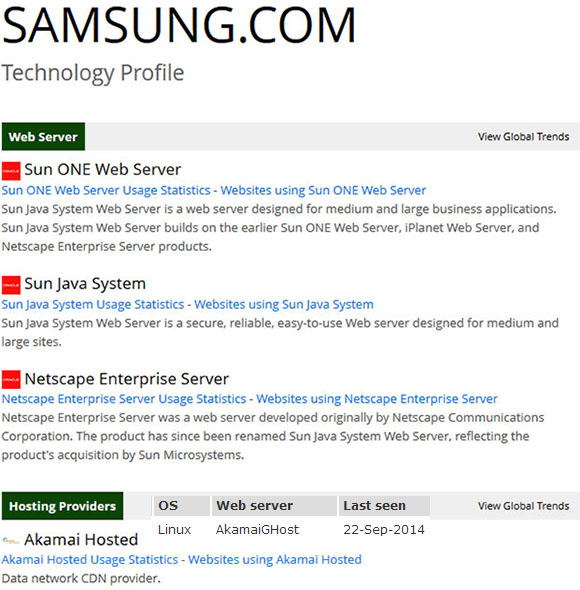 SAMSUNG.COM
Technology Profile
Web Server
View Global Trends
ORACLE Sun ONE Web Server
Sun ONE Web Server Usage Statistics - Websites using Sun ONE Web Server
Sun Java System Web Server is a web server designed for medium and large business applications.
Sun Java System Web Server builds on the earlier Sun ONE Web Server, iPlanet Web Server, and
Netscape Enterprise Server products.
ORACLE Sun Java System
Sun Java System Usage Statistics - Websites using Sun Java System
Sun Java System Web Server is a secure, reliable, easy-to-use Web server designed for medium and
large sites.
ORACLE Netscape Enterprise Server
Netscape Enterprise Server Usage Statistics - Websites using Netscape Enterprise Server
Netscape Enterprise Server was a web server developed originally by Netscape Communications
Corporation. The product has since been renamed Sun Java System Web Server, reflecting the
product's acquisition by Sun Microsystems.
Hosting Providers
OS Web server Last seen
View Global Trends
Linux AkamaiGHost 22-Sep-2014
Akamai Hosted
Akamai Hosted Usage Statistics - Websites using Akamai Hosted
Data network CDN provider.